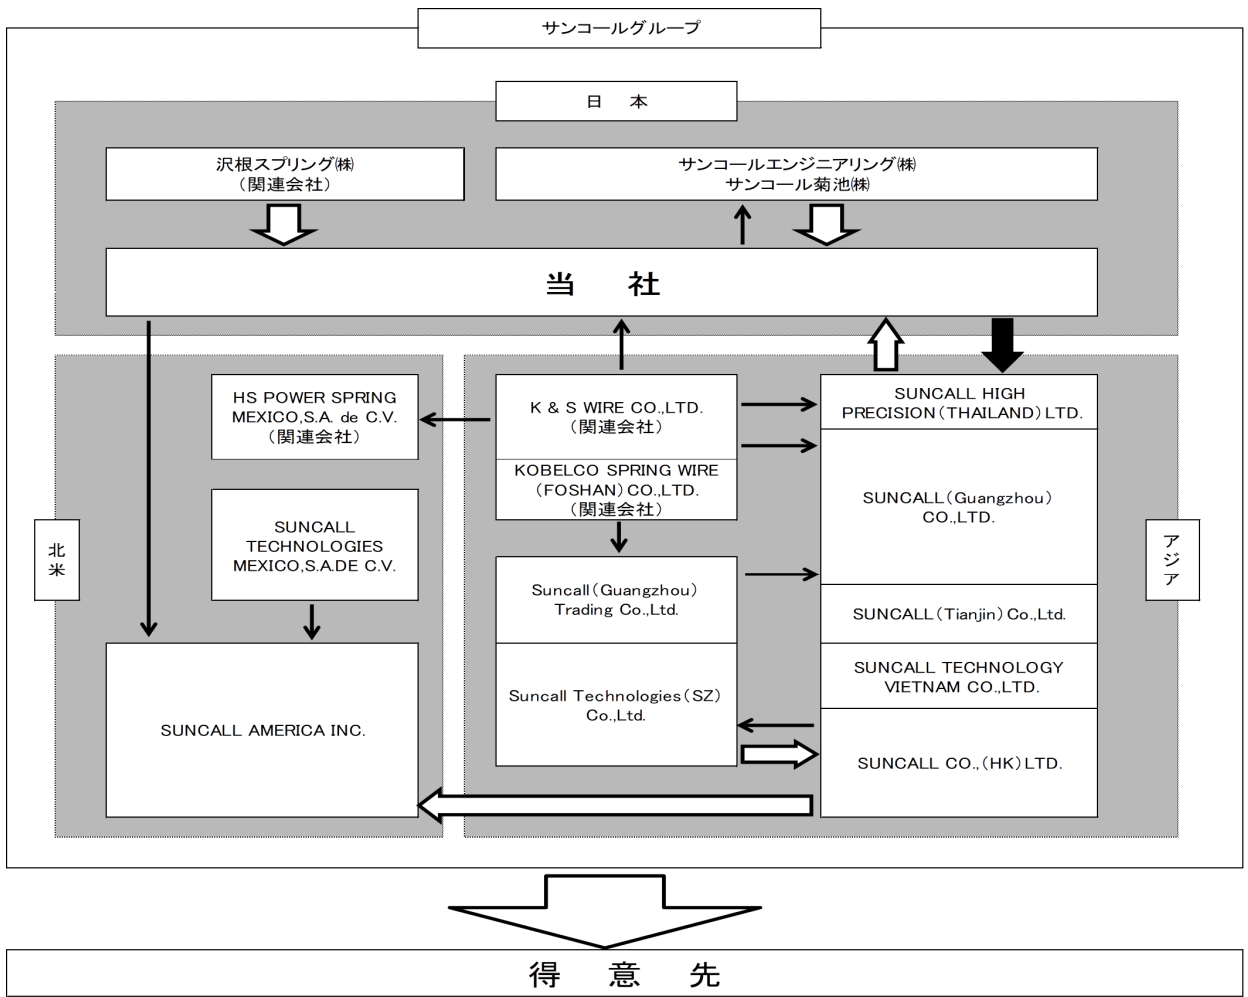 サンコールグループ
日 本
沢根スプリング㈱
（関連会社）
サンコールエンジニアリング㈱
サンコール菊池㈱
当 社
北
米
HS POWER SPRING
MEXICO,S.A. de C.V.
（関連会社）
SUNCALL
TECHNOLOGIES
MEXICO,S.A.DE C.V.
SUNCALL AMERICA INC.
K & S WIRE CO.,LTD.
（関連会社）
KOBELCO SPRING WIRE
(FOSHAN) CO.,LTD.
（関連会社）
Suncall（Guangzhou）
Trading Co.,Ltd.
Suncall Technologies（SZ）
Co.,Ltd.
SUNCALL HIGH
PRECISION（THAILAND）LTD.
SUNCALL（Guangzhou）
CO.,LTD.
SUNCALL（Tianjin）Co.,Ltd.
SUNCALL TECHNOLOGY
VIETNAM CO.,LTD.
SUNCALL CO.,（HK）LTD.
ア
ジ
ア
得 意 先